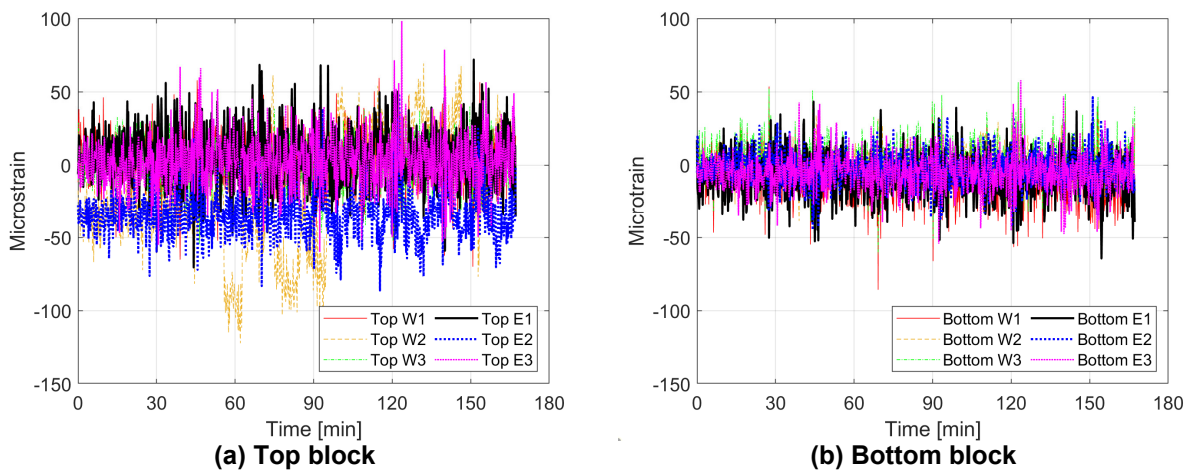 100
50
0
-50
-100
-150
Microstrain
0 30 60 90 120 150 180
Time [min]
Top W1 Top E1
Top W2 Top E2
Top W3 Top E3
(a) Top block
100
50
0
-50
-100
-150
Microtrain
0 30 60 90 120 150 180
Time [min]
Bottom W1 Bottom E1
Bottom W2 Bottom E2
Bottom W3 Bottom E3
(b) Bottom block